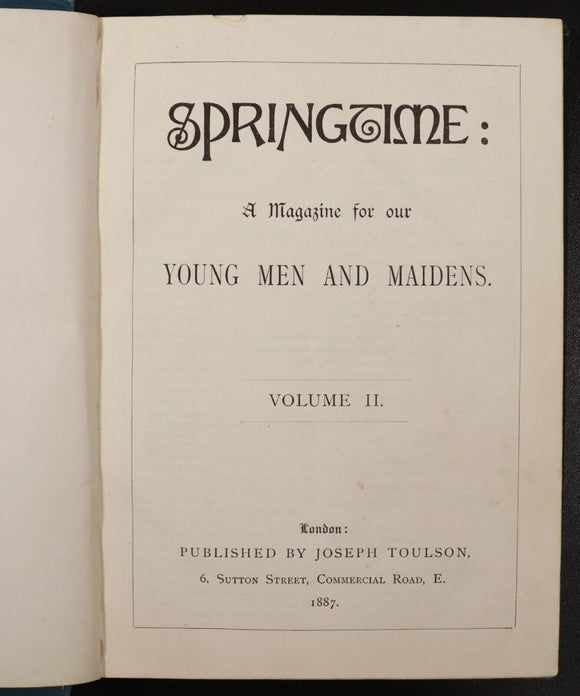 SPRINGTIME:
A Magazine for our
YOUNG MEN AND MAIDENS.
VOLUME II.
London:
PUBLISHED BY JOSEPH TOULSON,
6, SUTTON STREET, COMMERCIAL ROAD, E.
1887.